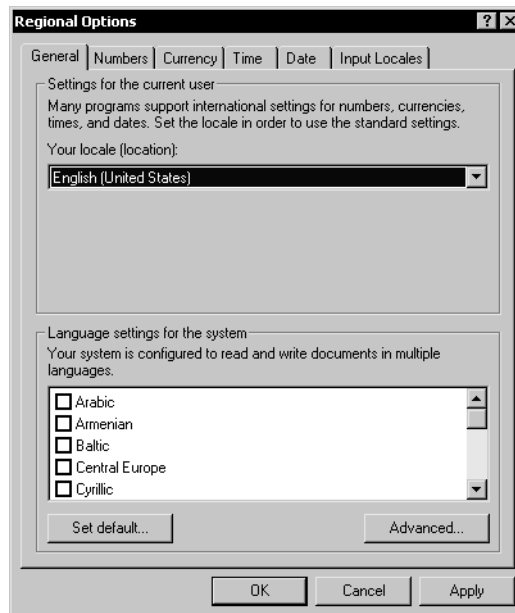 Regional Options
General Numbers Currency Time Date Input Locales
Settings for the current user
Many programs support international settings for numbers, currencies,
times, and dates. Set the locale in order to use the standard settings.
Your locale (location):
English (United States)
Language settings for the system
Your system is configured to read and write documents in multiple
languages.
Arabic
Armenian
Baltic
Central Europe
Cyrillic
Set default... Advanced...
OK Cancel Apply